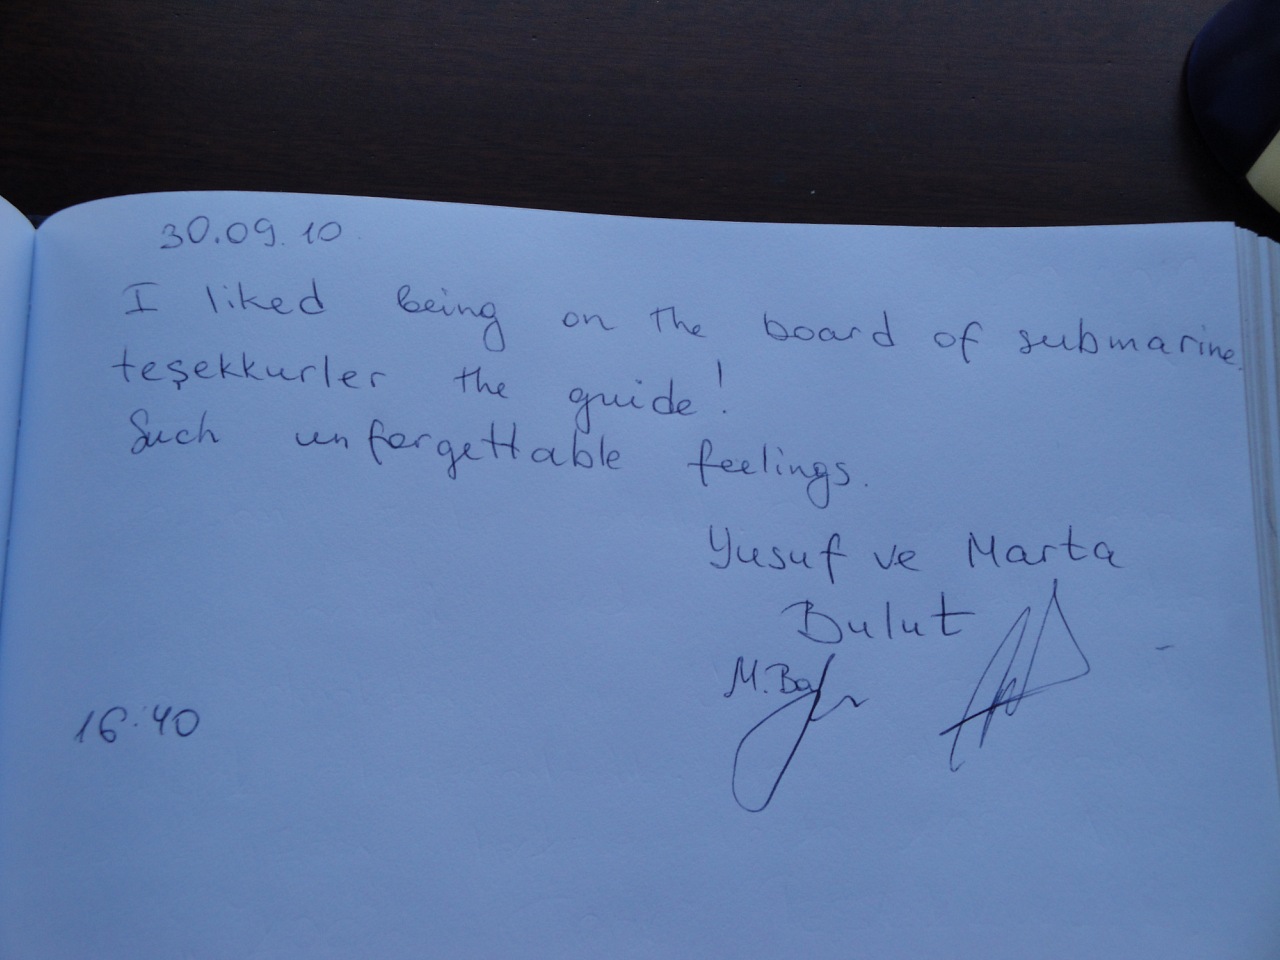 30.09.10
I liked being on the board of submarine.
teşekkurler the guide!
Such unforgettable feelings.
Yusuf ve Marta
Bulut
16:40